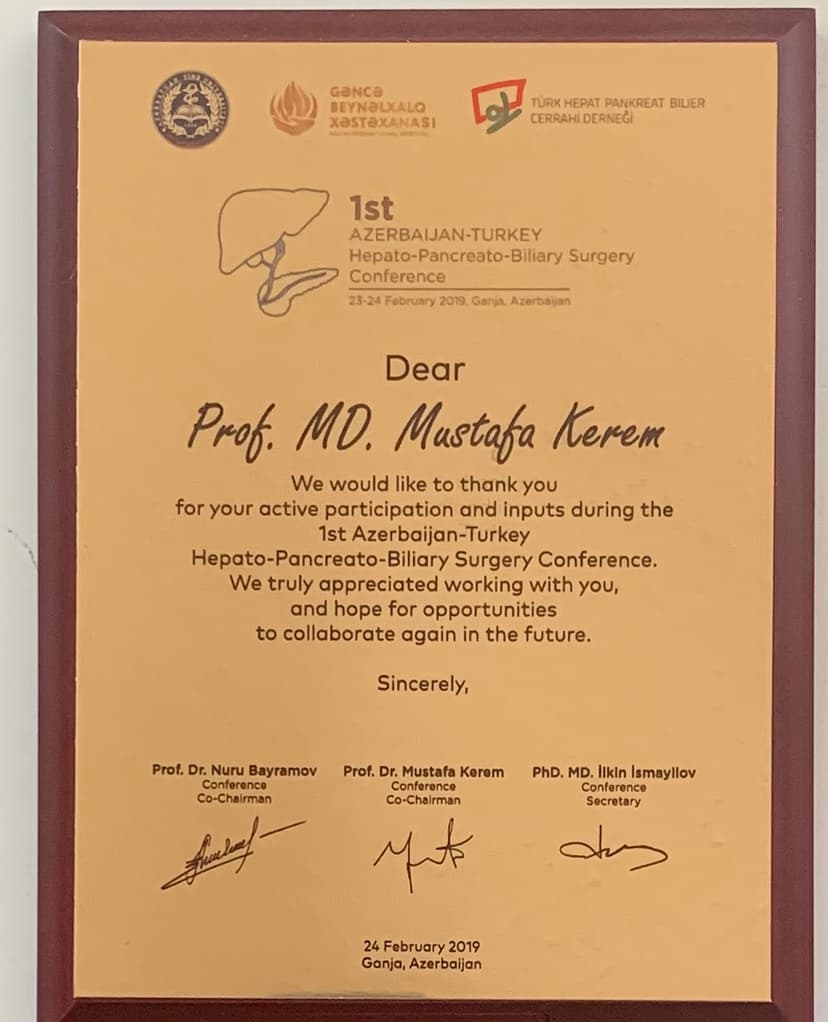 GƏNCƏ
BEYNƏLXALQ
XƏSTƏXANASI
TÜRK HEPAT PANKREAT BİLİER
CERRAHİ DERNEĞİ
1st
AZERBAIJAN-TURKEY
Hepato-Pancreato-Biliary Surgery
Conference
23-24 February 2019, Ganja, Azerbaijan
Dear
Prof. MD. Mustafa Kerem
We would like to thank you
for your active participation and inputs during the
1st Azerbaijan-Turkey
Hepato-Pancreato-Biliary Surgery Conference.
We truly appreciated working with you,
and hope for opportunities
to collaborate again in the future.
Sincerely,
Prof. Dr. Nuru Bayramov
Conference
Co-Chairman
Prof. Dr. Mustafa Kerem
Conference
Co-Chairman
PhD. MD. İlkin İsmayilov
Conference
Secretary
24 February 2019
Ganja, Azerbaijan